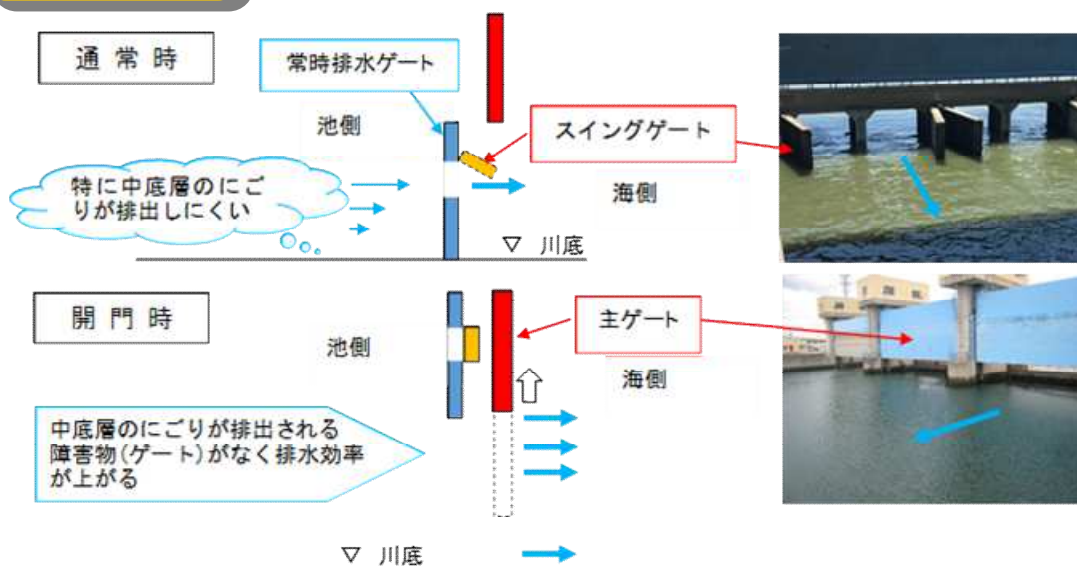 通常時
常時排水ゲート
池側
スイングゲート
特に中底層のにご
りが排出しにくい
海側
▽ 川底
開門時
主ゲート
池側
海側
中底層のにごりが排出される
障害物(ゲート)がなく排水効率
が上がる
▽ 川底